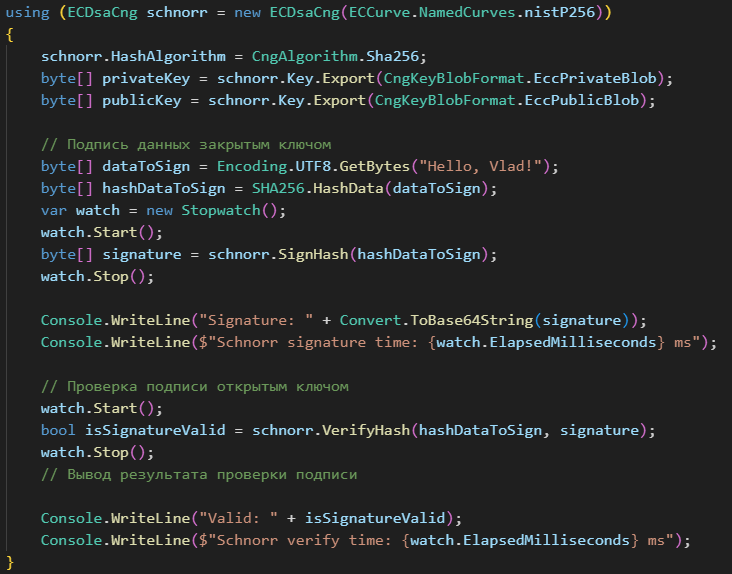 using (ECDsaCng schnorr = new ECDsaCng(ECCurve.NamedCurves.nistP256))
{
schnorr.HashAlgorithm = CngAlgorithm.Sha256;
byte[] privateKey = schnorr.Key.Export(CngKeyBlobFormat.EccPrivateBlob);
byte[] publicKey = schnorr.Key.Export(CngKeyBlobFormat.EccPublicBlob);
// Подпись данных закрытым ключом
byte[] dataToSign = Encoding.UTF8.GetBytes("Hello, Vlad!");
byte[] hashDataToSign = SHA256.HashData(dataToSign);
var watch = new Stopwatch();
watch.Start();
byte[] signature = schnorr.SignHash(hashDataToSign);
watch.Stop();
Console.WriteLine("Signature: " + Convert.ToBase64String(signature));
Console.WriteLine($"Schnorr signature time: {watch.ElapsedMilliseconds} ms");
// Проверка подписи открытым ключом
watch.Start();
bool isSignatureValid = schnorr.VerifyHash(hashDataToSign, signature);
watch.Stop();
// Вывод результата проверки подписи
Console.WriteLine("Valid: " + isSignatureValid);
Console.WriteLine($"Schnorr verify time: {watch.ElapsedMilliseconds} ms");
}